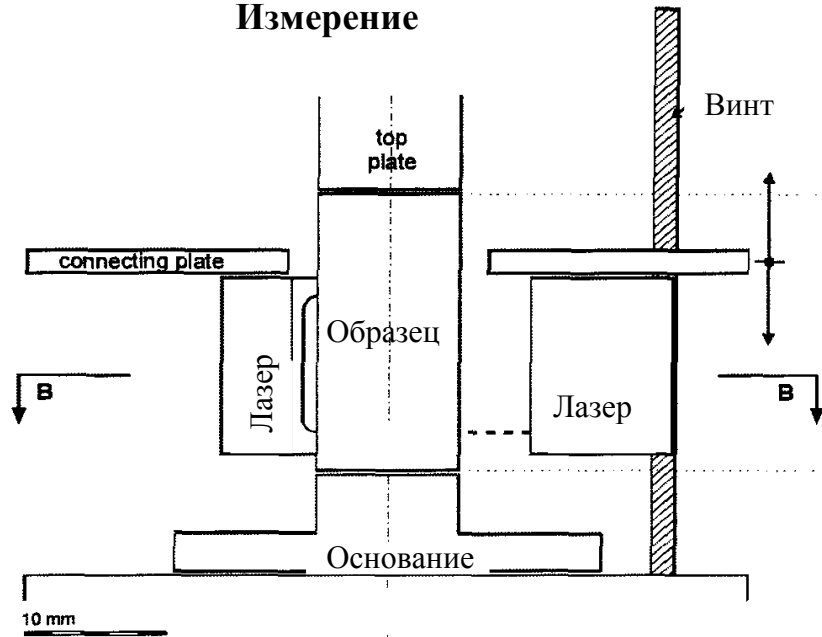 Измерение
Винт
top
plate
connecting plate
Образец
Лазер
Лазер
B
B
Основание
10 mm